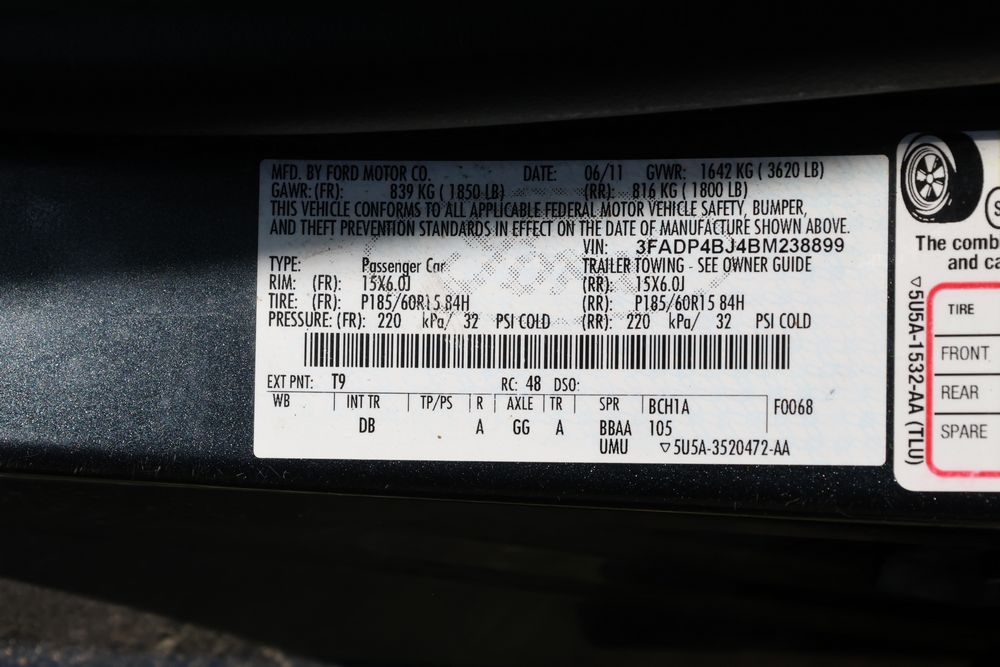 MFD. BY FORD MOTOR CO. DATE: 06/11 GVWR: 1642 KG ( 3620 LB)
GAWR: (FR): 839 KG ( 1850 LB) (RR): 816 KG ( 1800 LB)
THIS VEHICLE CONFORMS TO ALL APPLICABLE FEDERAL MOTOR VEHICLE SAFETY, BUMPER,
AND THEFT PREVENTION STANDARDS IN EFFECT ON THE DATE OF MANUFACTURE SHOWN ABOVE.
VIN: 3FADP4BJ4BM238899
TYPE: Passenger Car TRAILER TOWING - SEE OWNER GUIDE
RIM: (FR): 15X6.0J (RR): 15X6.0J
TIRE: (FR): P185/60R15 84H (RR): P185/60R15 84H
PRESSURE: (FR): 220 kPa/ 32 PSI COLD (RR): 220 kPa/ 32 PSI COLD
EXT PNT: T9 RC: 48 DSO:
WB INT TR TP/PS R AXLE TR SPR BCH1A F0068
DB A GG A BBAA 105
UMU ▽5U5A-3520472-AA
▽5U5A-1532-AA (TLU)
The comb
and ca
TIRE
FRONT
REAR
SPARE